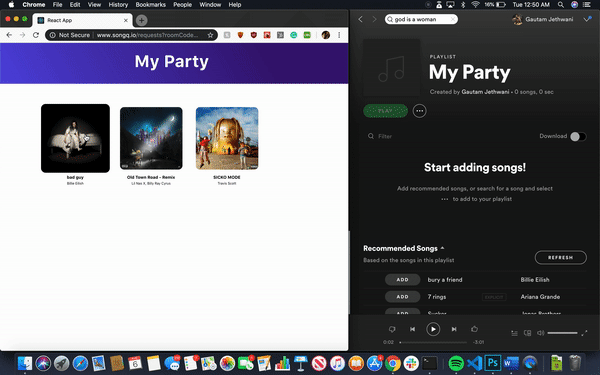 Chrome File Edit View History Bookmarks People Window Help
16% Tue 12:50 AM
React App
Not Secure www.songq.io/requests?roomCode...
My Party
bad guy
Billie Eilish
Old Town Road - Remix
Lil Nas X, Billy Ray Cyrus
SICKO MODE
Travis Scott
god is a woman
Gautam Jethwani
PLAYLIST
My Party
Created by Gautam Jethwani • 0 songs, 0 sec
PLAY
Filter
Download
Start adding songs!
Add recommended songs, or search for a song and select
••• to add to your playlist
Recommended Songs
Based on the songs in this playlist
REFRESH
ADD bury a friend Billie Eilish
ADD 7 rings EXPLICIT Ariana Grande
ADD
0:02
-3:01